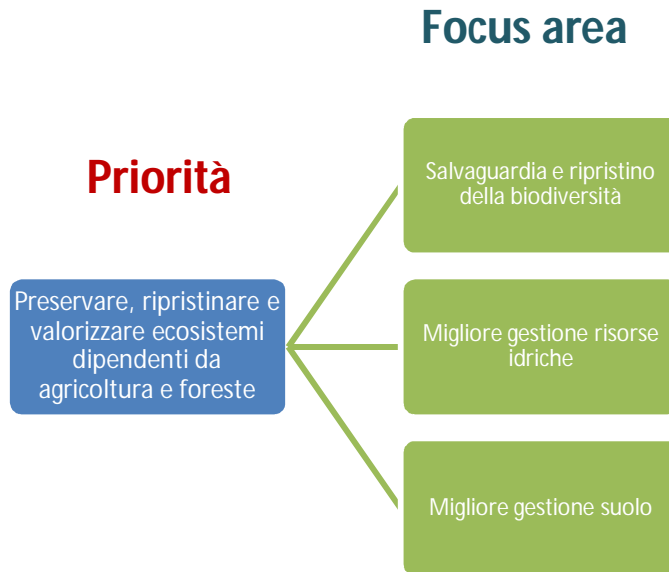 Focus area
Priorità
Preservare, ripristinare e
valorizzare ecosistemi
dipendenti da
agricoltura e foreste
Salvaguardia e ripristino
della biodiversità
Migliore gestione risorse
idriche
Migliore gestione suolo